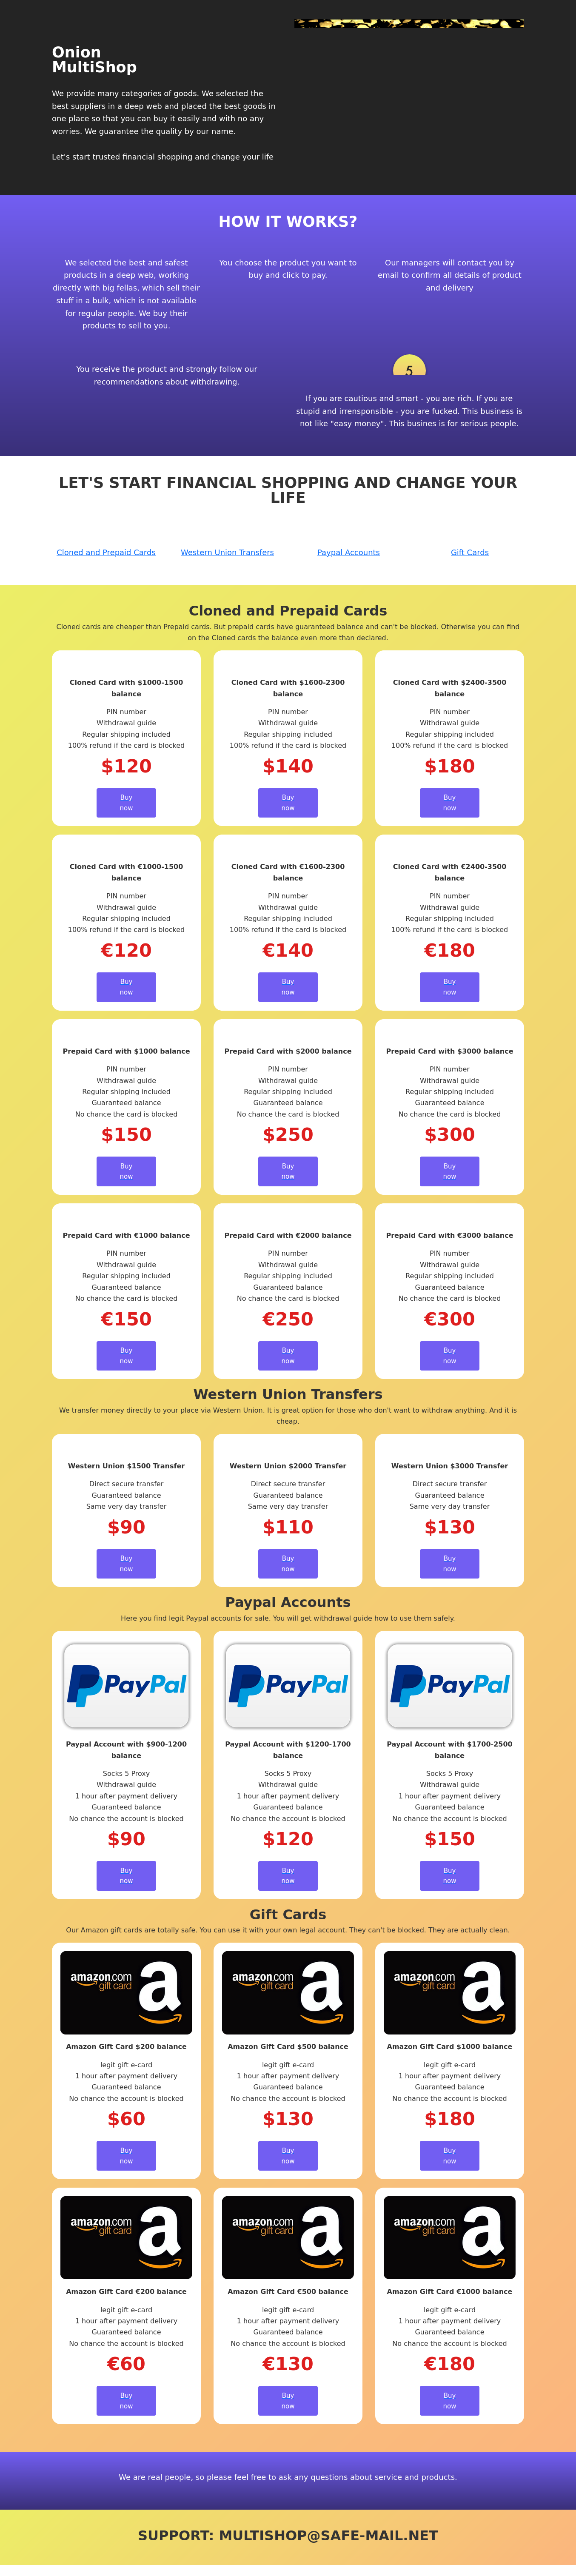 Onion
MultiShop
We provide many categories of goods. We selected the
best suppliers in a deep web and placed the best goods in
one place so that you can buy it easily and with no any
worries. We guarantee the quality by our name.
Let's start trusted financial shopping and change your life
HOW IT WORKS?
We selected the best and safest
products in a deep web, working
directly with big fellas, which sell their
stuff in a bulk, which is not available
for regular people. We buy their
products to sell to you.
You choose the product you want to
buy and click to pay.
Our managers will contact you by
email to confirm all details of product
and delivery
You receive the product and strongly follow our
recommendations about withdrawing.
5
If you are cautious and smart - you are rich. If you are
stupid and irrensponsible - you are fucked. This business is
not like "easy money". This busines is for serious people.
LET'S START FINANCIAL SHOPPING AND CHANGE YOUR
LIFE
Cloned and Prepaid Cards Western Union Transfers Paypal Accounts Gift Cards
Cloned and Prepaid Cards
Cloned cards are cheaper than Prepaid cards. But prepaid cards have guaranteed balance and can't be blocked. Otherwise you can find
on the Cloned cards the balance even more than declared.
Cloned Card with $1000-1500
balance
PIN number
Withdrawal guide
Regular shipping included
100% refund if the card is blocked
$120
Buy
now
Cloned Card with $1600-2300
balance
PIN number
Withdrawal guide
Regular shipping included
100% refund if the card is blocked
$140
Buy
now
Cloned Card with $2400-3500
balance
PIN number
Withdrawal guide
Regular shipping included
100% refund if the card is blocked
$180
Buy
now
Cloned Card with €1000-1500
balance
PIN number
Withdrawal guide
Regular shipping included
100% refund if the card is blocked
€120
Buy
now
Cloned Card with €1600-2300
balance
PIN number
Withdrawal guide
Regular shipping included
100% refund if the card is blocked
€140
Buy
now
Cloned Card with €2400-3500
balance
PIN number
Withdrawal guide
Regular shipping included
100% refund if the card is blocked
€180
Buy
now
Prepaid Card with $1000 balance
PIN number
Withdrawal guide
Regular shipping included
Guaranteed balance
No chance the card is blocked
$150
Buy
now
Prepaid Card with $2000 balance
PIN number
Withdrawal guide
Regular shipping included
Guaranteed balance
No chance the card is blocked
$250
Buy
now
Prepaid Card with $3000 balance
PIN number
Withdrawal guide
Regular shipping included
Guaranteed balance
No chance the card is blocked
$300
Buy
now
Prepaid Card with €1000 balance
PIN number
Withdrawal guide
Regular shipping included
Guaranteed balance
No chance the card is blocked
€150
Buy
now
Prepaid Card with €2000 balance
PIN number
Withdrawal guide
Regular shipping included
Guaranteed balance
No chance the card is blocked
€250
Buy
now
Prepaid Card with €3000 balance
PIN number
Withdrawal guide
Regular shipping included
Guaranteed balance
No chance the card is blocked
€300
Buy
now
Western Union Transfers
We transfer money directly to your place via Western Union. It is great option for those who don't want to withdraw anything. And it is
cheap.
Western Union $1500 Transfer
Direct secure transfer
Guaranteed balance
Same very day transfer
$90
Buy
now
Western Union $2000 Transfer
Direct secure transfer
Guaranteed balance
Same very day transfer
$110
Buy
now
Western Union $3000 Transfer
Direct secure transfer
Guaranteed balance
Same very day transfer
$130
Buy
now
Paypal Accounts
Here you find legit Paypal accounts for sale. You will get withdrawal guide how to use them safely.
PayPal
Paypal Account with $900-1200
balance
Socks 5 Proxy
Withdrawal guide
1 hour after payment delivery
Guaranteed balance
No chance the account is blocked
$90
Buy
now
PayPal
Paypal Account with $1200-1700
balance
Socks 5 Proxy
Withdrawal guide
1 hour after payment delivery
Guaranteed balance
No chance the account is blocked
$120
Buy
now
PayPal
Paypal Account with $1700-2500
balance
Socks 5 Proxy
Withdrawal guide
1 hour after payment delivery
Guaranteed balance
No chance the account is blocked
$150
Buy
now
Gift Cards
Our Amazon gift cards are totally safe. You can use it with your own legal account. They can't be blocked. They are actually clean.
amazon.com
gift card
a
Amazon Gift Card $200 balance
legit gift e-card
1 hour after payment delivery
Guaranteed balance
No chance the account is blocked
$60
Buy
now
amazon.com
gift card
a
Amazon Gift Card $500 balance
legit gift e-card
1 hour after payment delivery
Guaranteed balance
No chance the account is blocked
$130
Buy
now
amazon.com
gift card
a
Amazon Gift Card $1000 balance
legit gift e-card
1 hour after payment delivery
Guaranteed balance
No chance the account is blocked
$180
Buy
now
amazon.com
gift card
a
Amazon Gift Card €200 balance
legit gift e-card
1 hour after payment delivery
Guaranteed balance
No chance the account is blocked
€60
Buy
now
amazon.com
gift card
a
Amazon Gift Card €500 balance
legit gift e-card
1 hour after payment delivery
Guaranteed balance
No chance the account is blocked
€130
Buy
now
amazon.com
gift card
a
Amazon Gift Card €1000 balance
legit gift e-card
1 hour after payment delivery
Guaranteed balance
No chance the account is blocked
€180
Buy
now
We are real people, so please feel free to ask any questions about service and products.
SUPPORT: MULTISHOP@SAFE-MAIL.NET